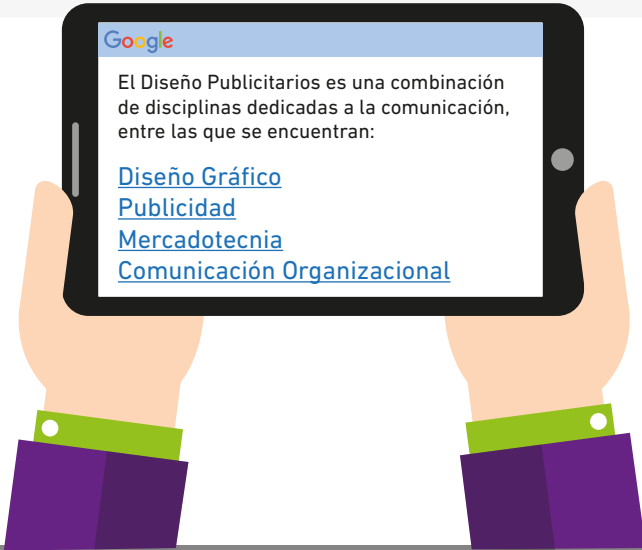 Google
El Diseño Publicitarios es una combinación
de disciplinas dedicadas a la comunicación,
entre las que se encuentran:
Diseño Gráfico
Publicidad
Mercadotecnia
Comunicación Organizacional